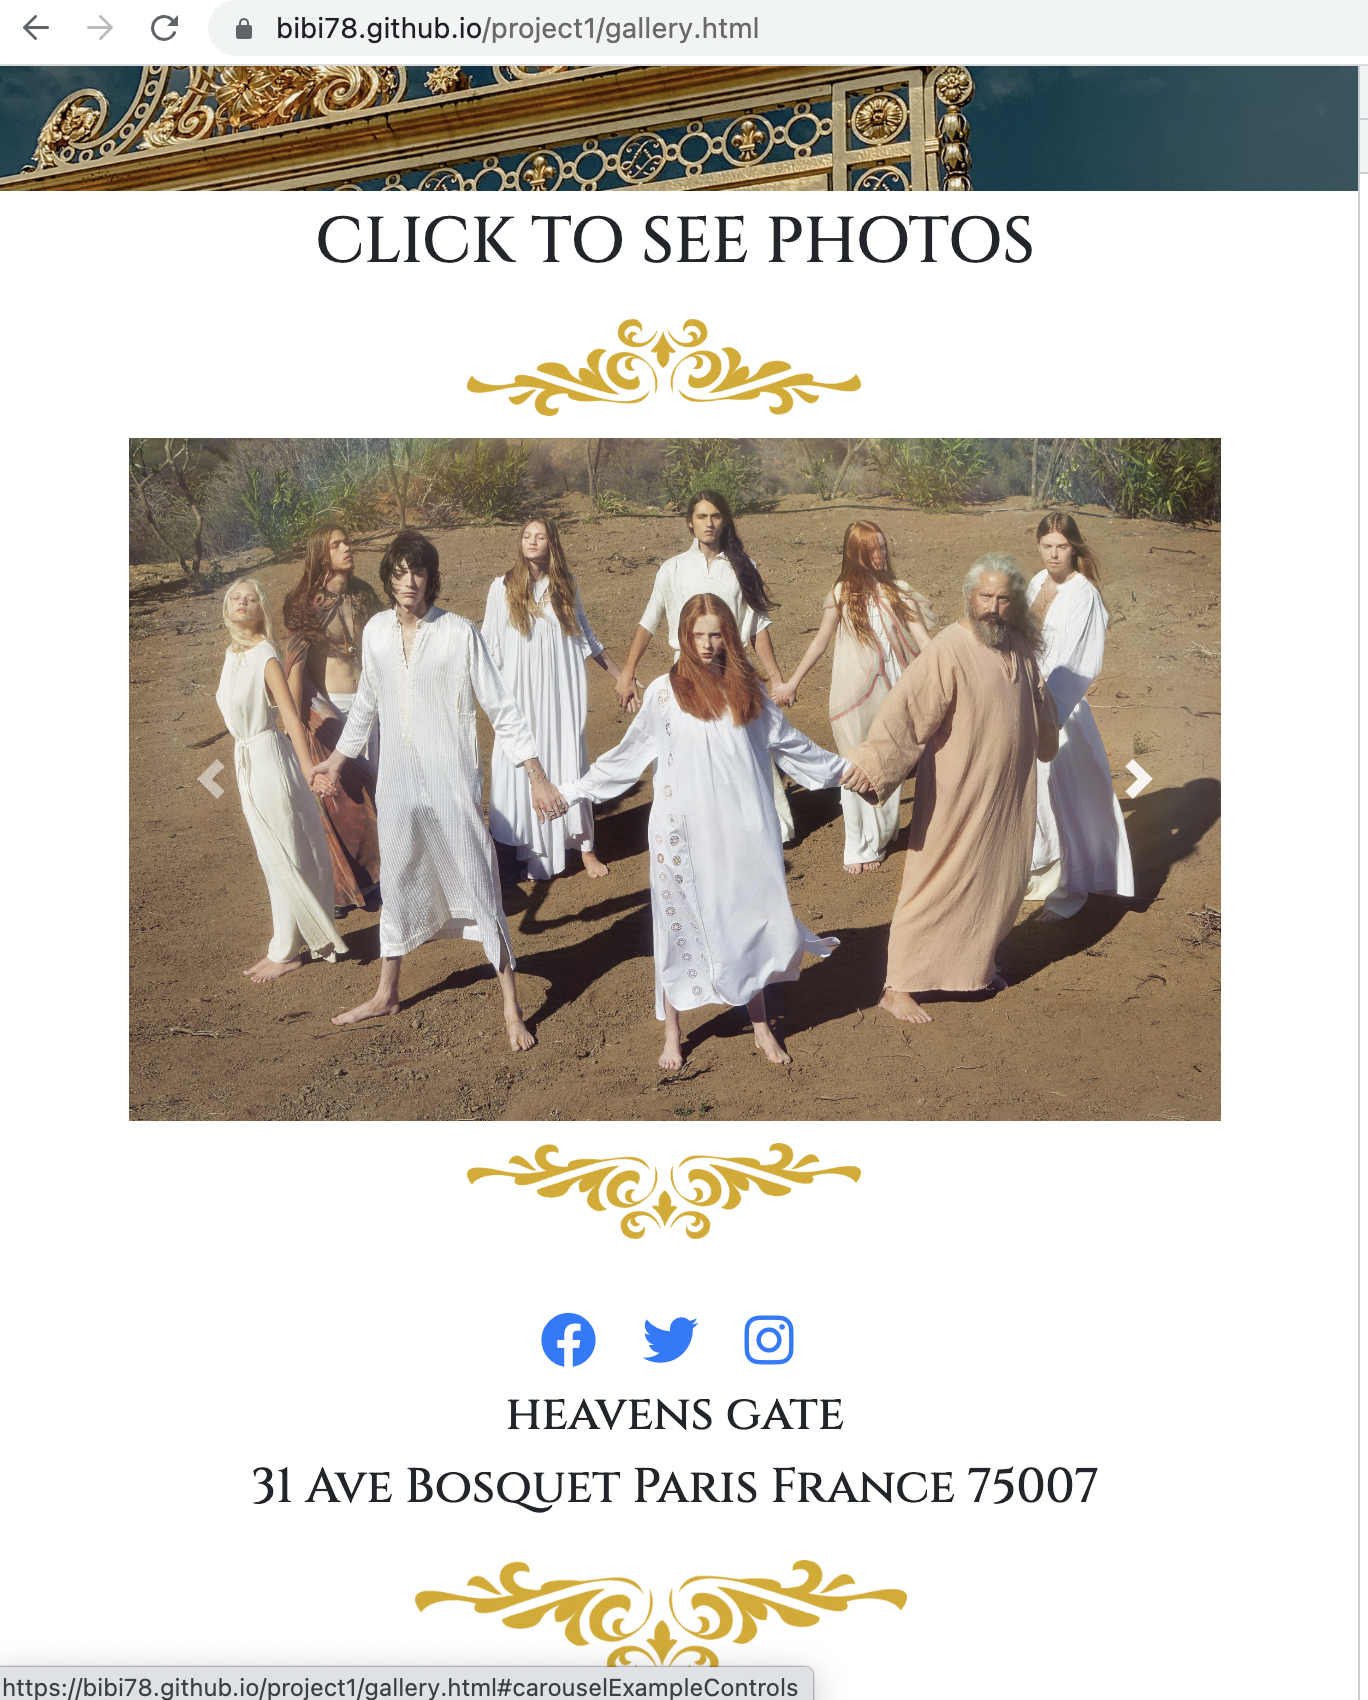 bibi78.github.io/project1/gallery.html
CLICK TO SEE PHOTOS
HEAVENS GATE
31 Ave Bosquet Paris France 75007
https://bibi78.github.io/project1/gallery.html#carouselExampleControls